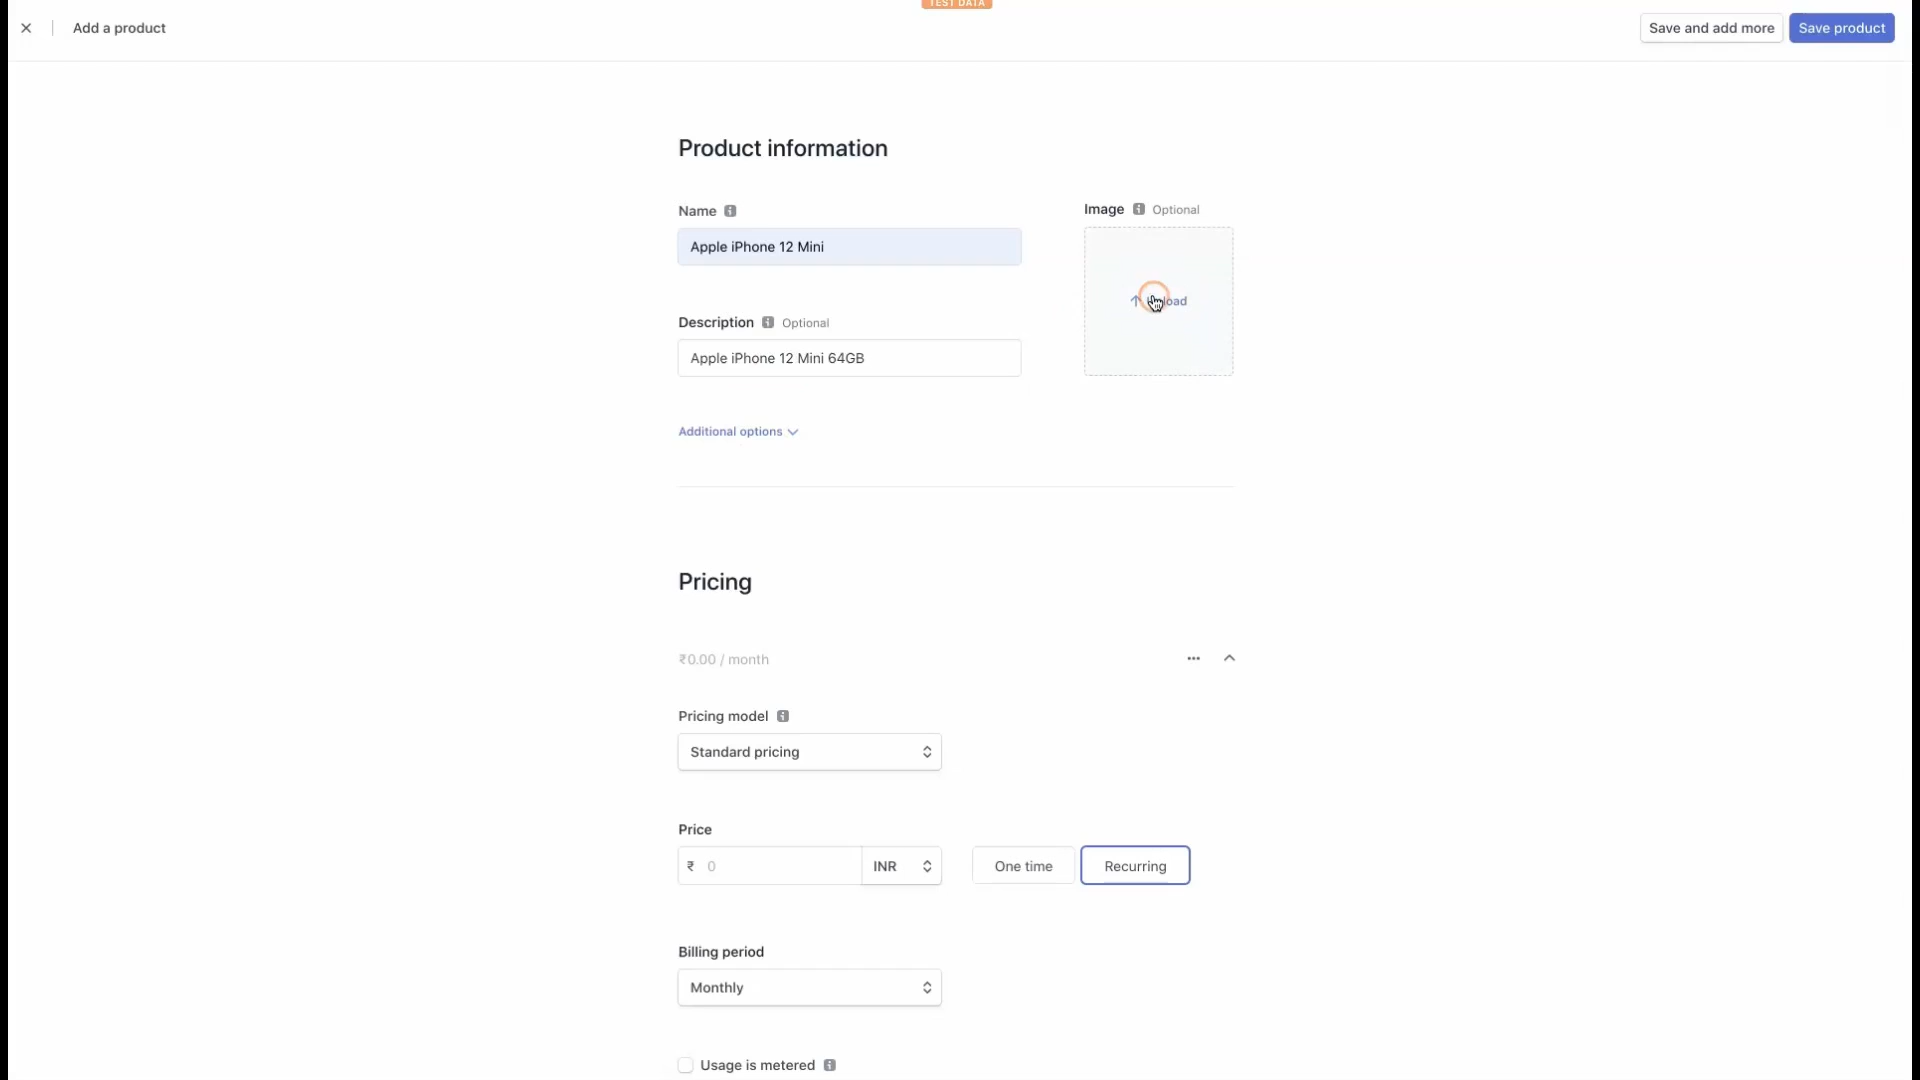 TEST DATA
Add a product
Save and add more
Save product
Product information
Name
Apple iPhone 12 Mini
Image Optional
Description Optional
Apple iPhone 12 Mini 64GB
Additional options
Pricing
₹0.00 / month
Pricing model
Standard pricing
Price
₹ 0 INR One time Recurring
Billing period
Monthly
Usage is metered